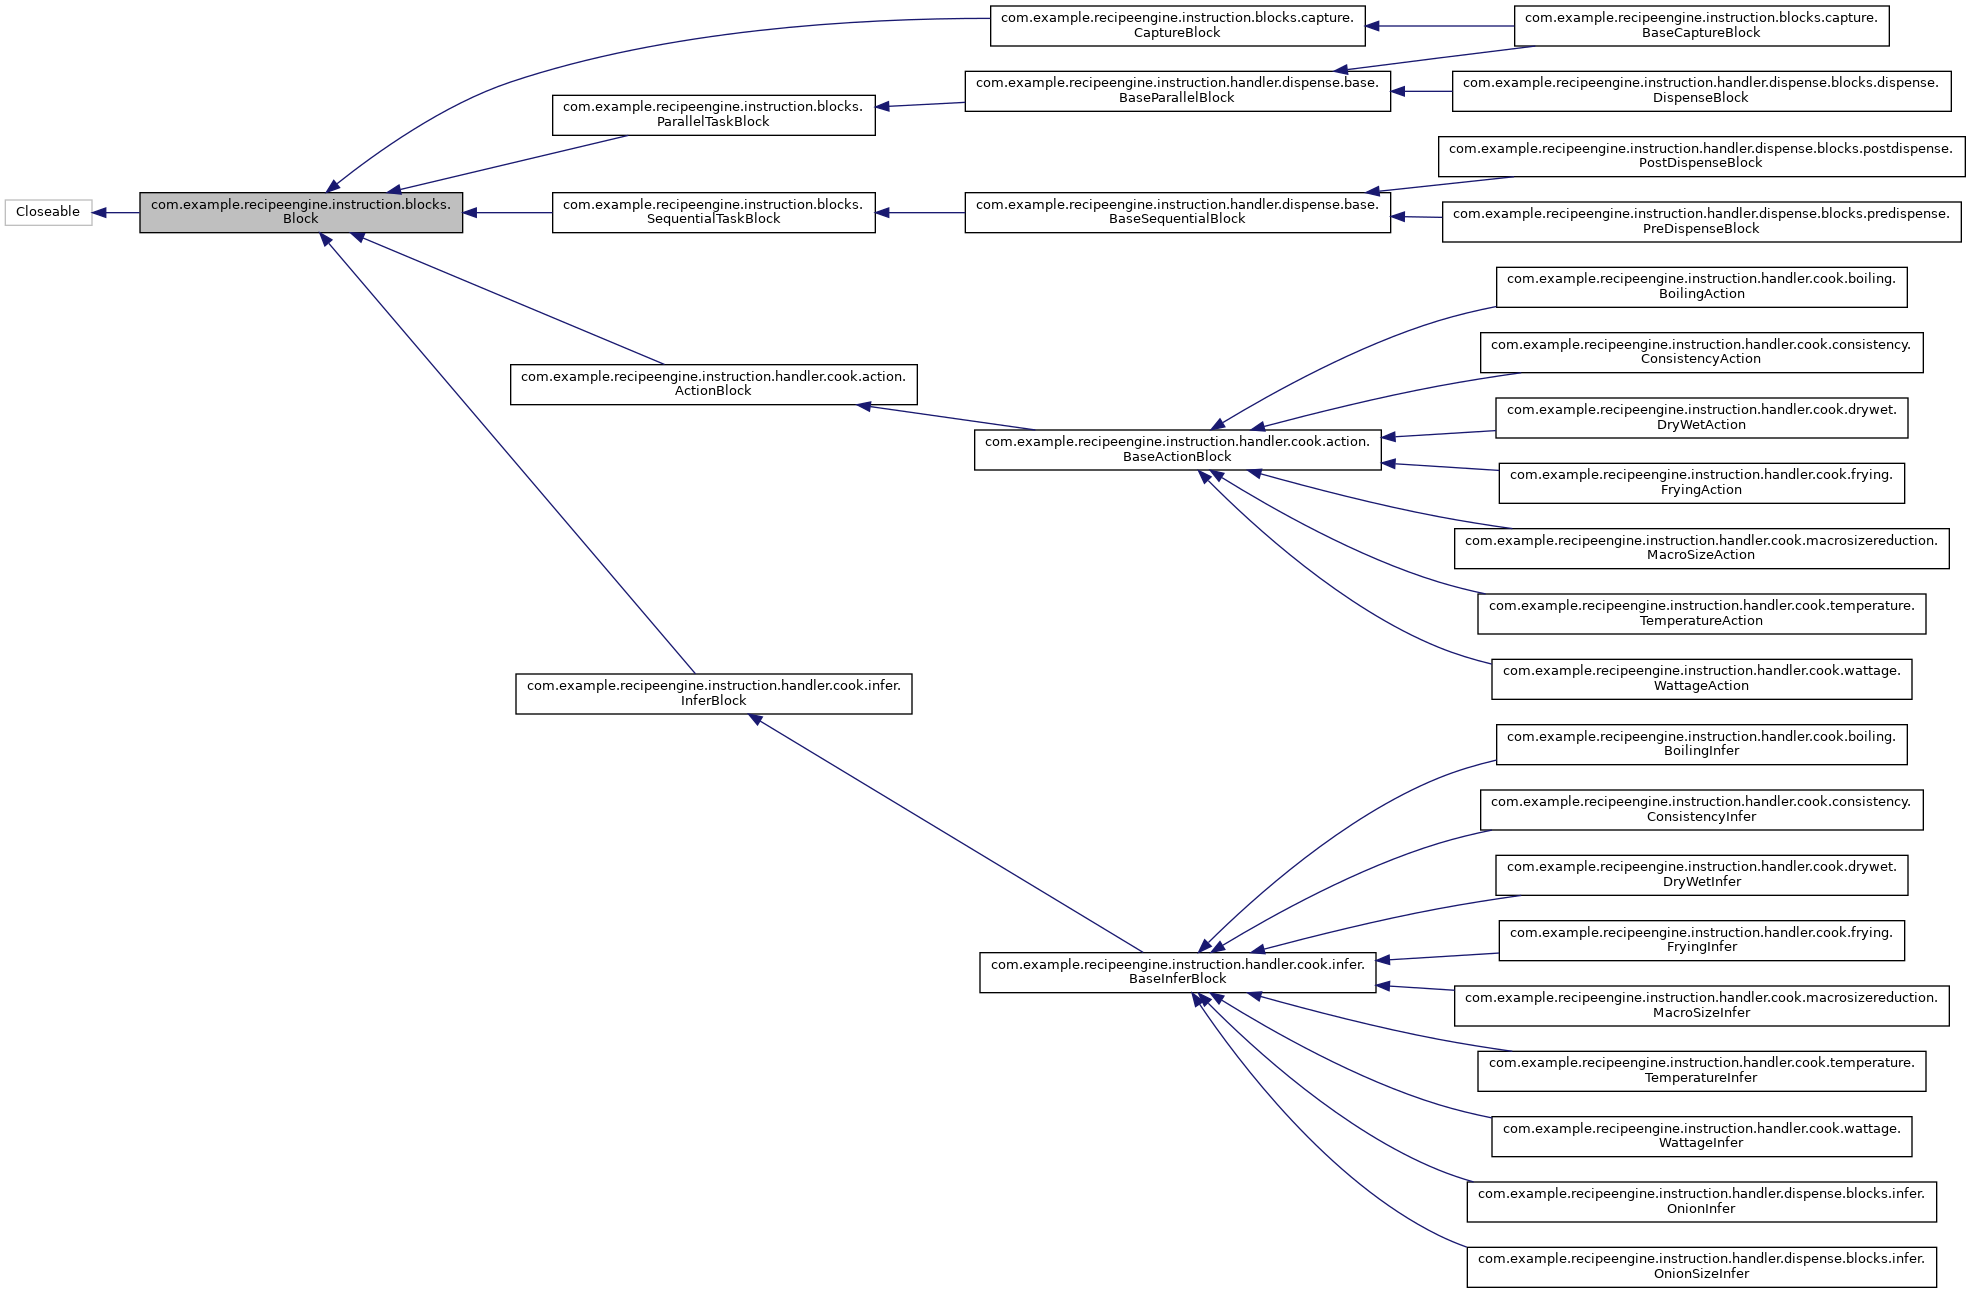 com.example.recipeengine.instruction.blocks.capture.
CaptureBlock
com.example.recipeengine.instruction.blocks.capture.
BaseCaptureBlock
com.example.recipeengine.instruction.blocks.
ParallelTaskBlock
com.example.recipeengine.instruction.handler.dispense.base.
BaseParallelBlock
com.example.recipeengine.instruction.handler.dispense.blocks.dispense.
DispenseBlock
com.example.recipeengine.instruction.handler.dispense.blocks.postdispense.
PostDispenseBlock
Closeable
com.example.recipeengine.instruction.blocks.
Block
com.example.recipeengine.instruction.blocks.
SequentialTaskBlock
com.example.recipeengine.instruction.handler.dispense.base.
BaseSequentialBlock
com.example.recipeengine.instruction.handler.dispense.blocks.predispense.
PreDispenseBlock
com.example.recipeengine.instruction.handler.cook.boiling.
BoilingAction
com.example.recipeengine.instruction.handler.cook.consistency.
ConsistencyAction
com.example.recipeengine.instruction.handler.cook.action.
ActionBlock
com.example.recipeengine.instruction.handler.cook.drywet.
DryWetAction
com.example.recipeengine.instruction.handler.cook.action.
BaseActionBlock
com.example.recipeengine.instruction.handler.cook.frying.
FryingAction
com.example.recipeengine.instruction.handler.cook.macrosizereduction.
MacroSizeAction
com.example.recipeengine.instruction.handler.cook.temperature.
TemperatureAction
com.example.recipeengine.instruction.handler.cook.wattage.
WattageAction
com.example.recipeengine.instruction.handler.cook.infer.
InferBlock
com.example.recipeengine.instruction.handler.cook.boiling.
BoilingInfer
com.example.recipeengine.instruction.handler.cook.consistency.
ConsistencyInfer
com.example.recipeengine.instruction.handler.cook.drywet.
DryWetInfer
com.example.recipeengine.instruction.handler.cook.frying.
FryingInfer
com.example.recipeengine.instruction.handler.cook.infer.
BaseInferBlock
com.example.recipeengine.instruction.handler.cook.macrosizereduction.
MacroSizeInfer
com.example.recipeengine.instruction.handler.cook.temperature.
TemperatureInfer
com.example.recipeengine.instruction.handler.cook.wattage.
WattageInfer
com.example.recipeengine.instruction.handler.dispense.blocks.infer.
OnionInfer
com.example.recipeengine.instruction.handler.dispense.blocks.infer.
OnionSizeInfer